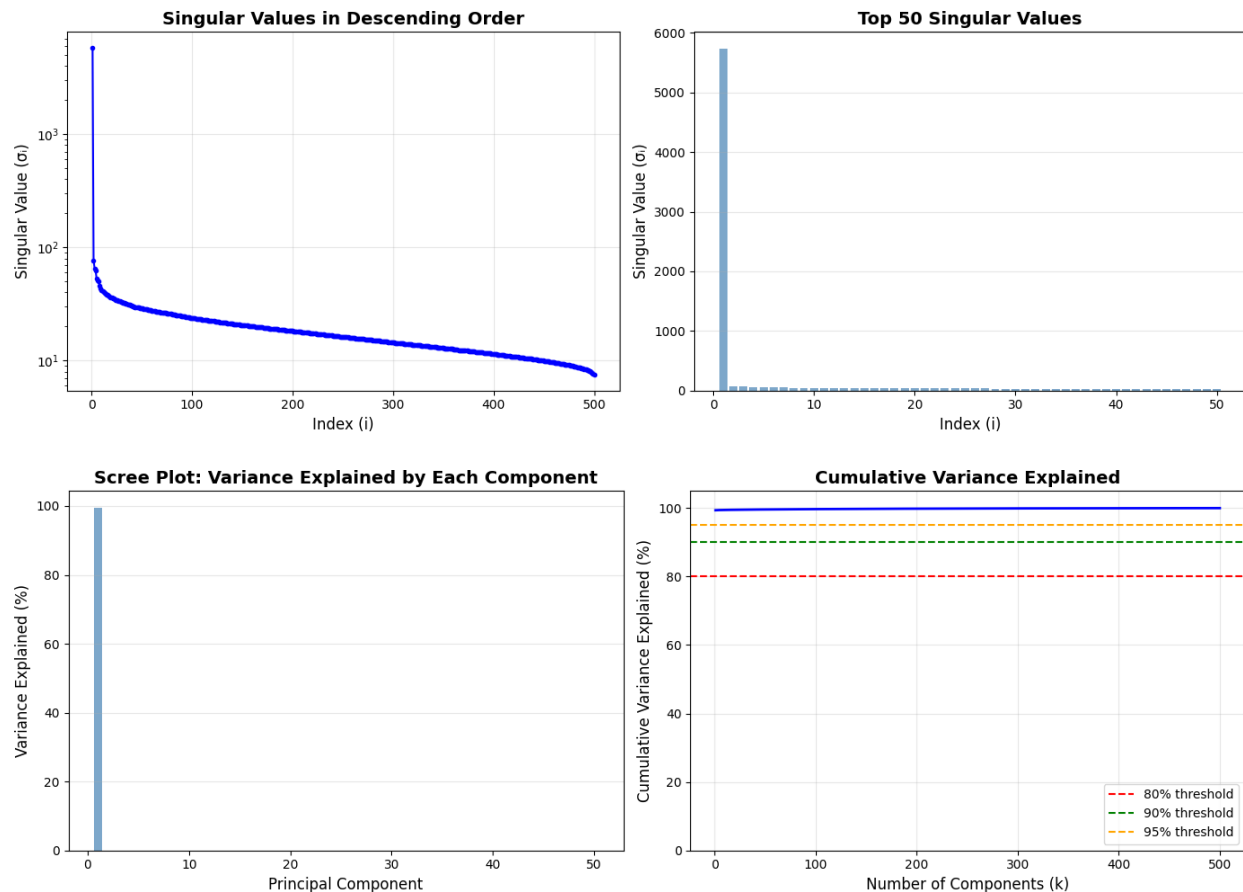 Singular Values in Descending Order
Singular Value (σᵢ)
10³
10²
10¹
0 100 200 300 400 500
Index (i)
Top 50 Singular Values
Singular Value (σᵢ)
6000
5000
4000
3000
2000
1000
0
0 10 20 30 40 50
Index (i)
Scree Plot: Variance Explained by Each Component
Variance Explained (%)
100
80
60
40
20
0
0 10 20 30 40 50
Principal Component
Cumulative Variance Explained
Cumulative Variance Explained (%)
100
80
60
40
20
0
80% threshold
90% threshold
95% threshold
0 100 200 300 400 500
Number of Components (k)